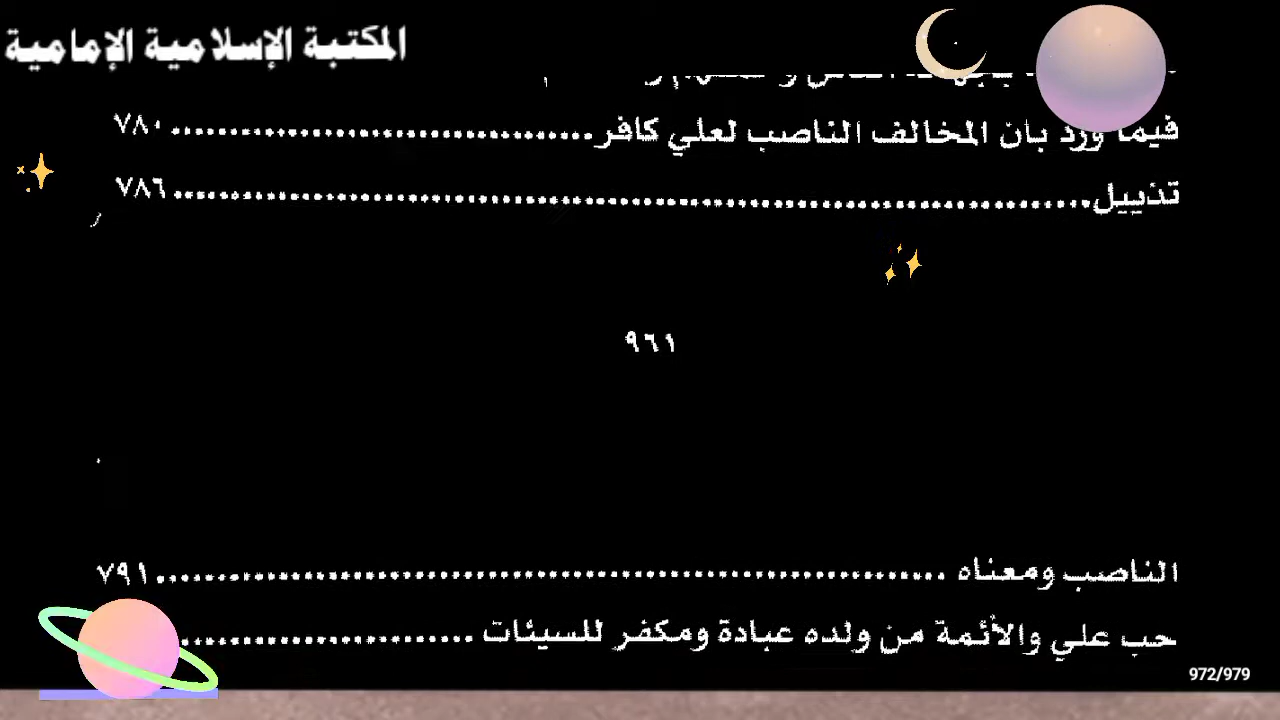 المكتبة الإسلامية الإمامية
فيما ورد بان المخالف الناصب لعلي كافر................................٧٨٠
تذييل................................٧٨٦
٩٦١
الناصب ومعناه ................................٧٩١
حب علي والأئمة من ولده عبادة ومكفر للسيئات ......................
972/979